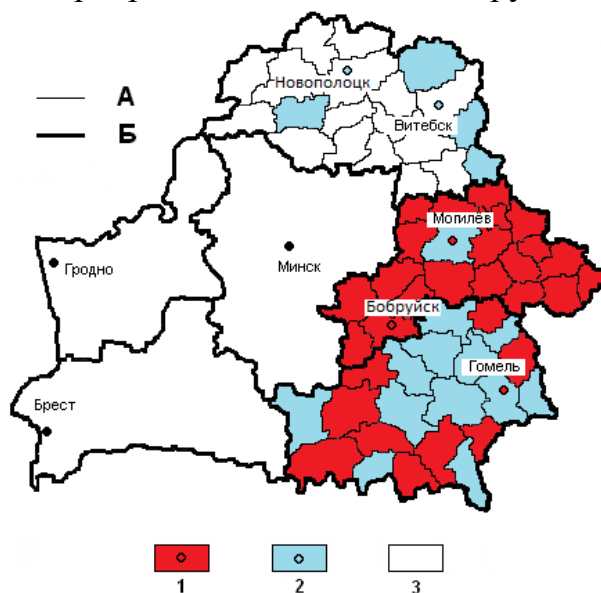 Новополоцк
А
Б
Витебск
Могилёв
Гродно
Минск
Бобруйск
Гомель
Брест
1 2 3